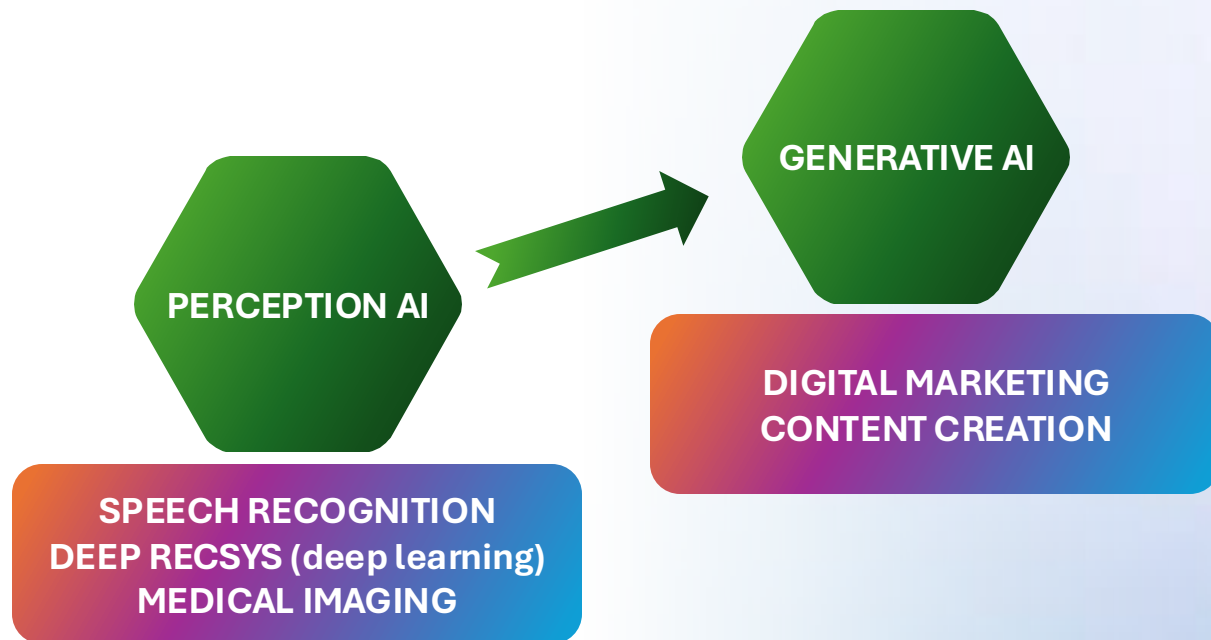 PERCEPTION AI
SPEECH RECOGNITION
DEEP RECSYS (deep learning)
MEDICAL IMAGING
GENERATIVE AI
DIGITAL MARKETING
CONTENT CREATION